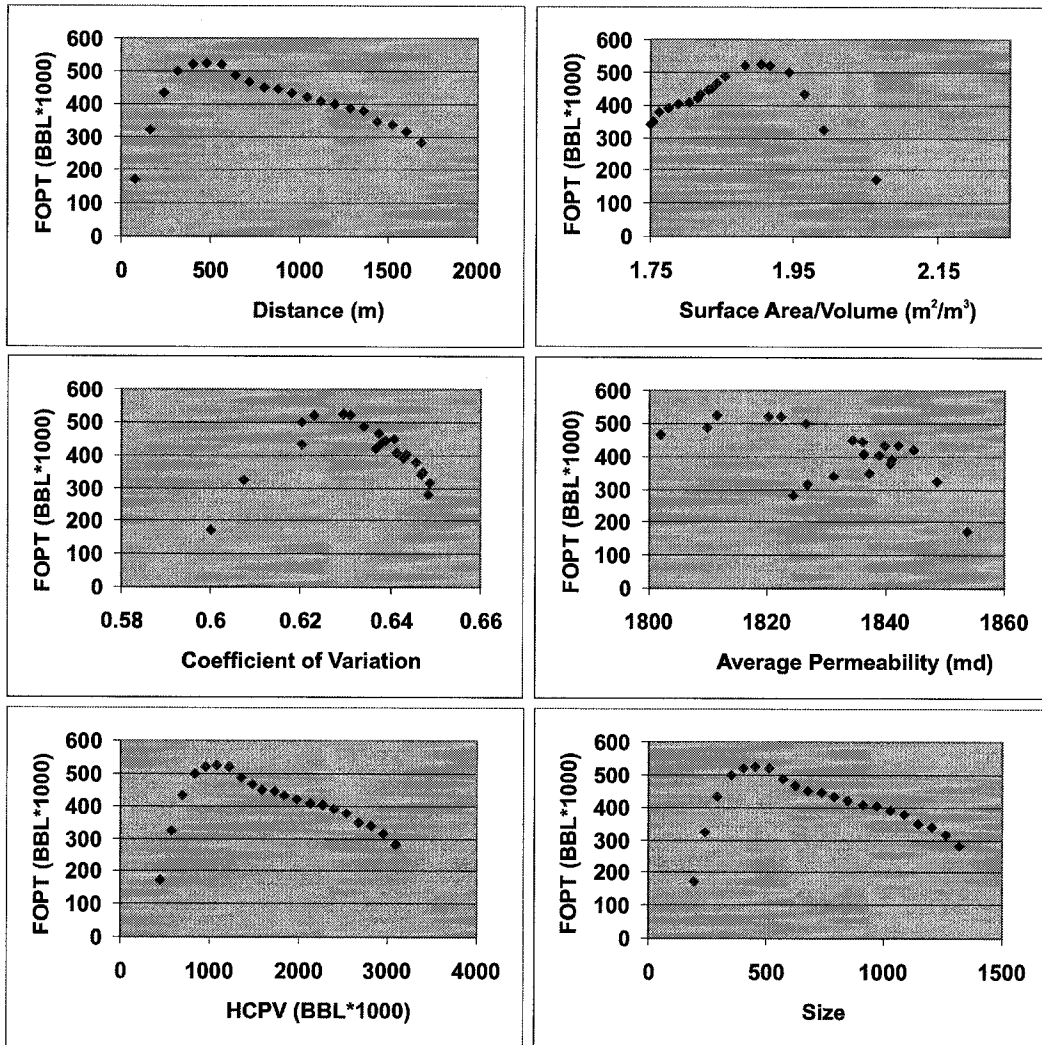 600
500
400
300
200
100
0
FOPT (BBL*1000)
0 500 1000 1500 2000
Distance (m)
600
500
400
300
200
100
0
FOPT (BBL*1000)
1.75 1.95 2.15
Surface Area/Volume (m²/m³)
600
500
400
300
200
100
0
FOPT (BBL*1000)
0.58 0.6 0.62 0.64 0.66
Coefficient of Variation
600
500
400
300
200
100
0
FOPT (BBL*1000)
1800 1820 1840 1860
Average Permeability (md)
600
500
400
300
200
100
0
FOPT (BBL*1000)
0 1000 2000 3000 4000
HCPV (BBL*1000)
600
500
400
300
200
100
0
FOPT (BBL*1000)
0 500 1000 1500
Size